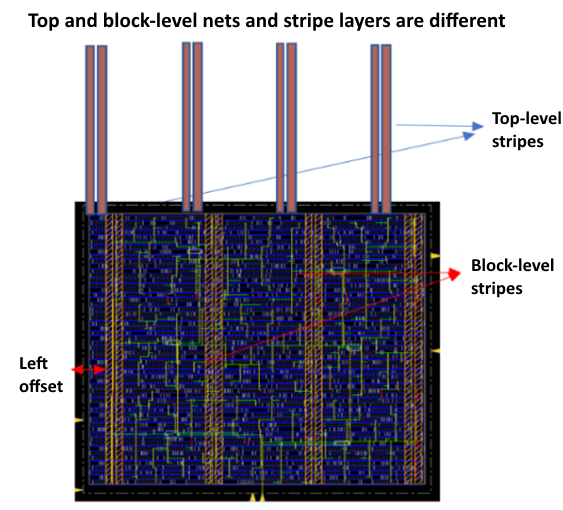 Top and block-level nets and stripe layers are different
Top-level
stripes
Block-level
stripes
Left
offset